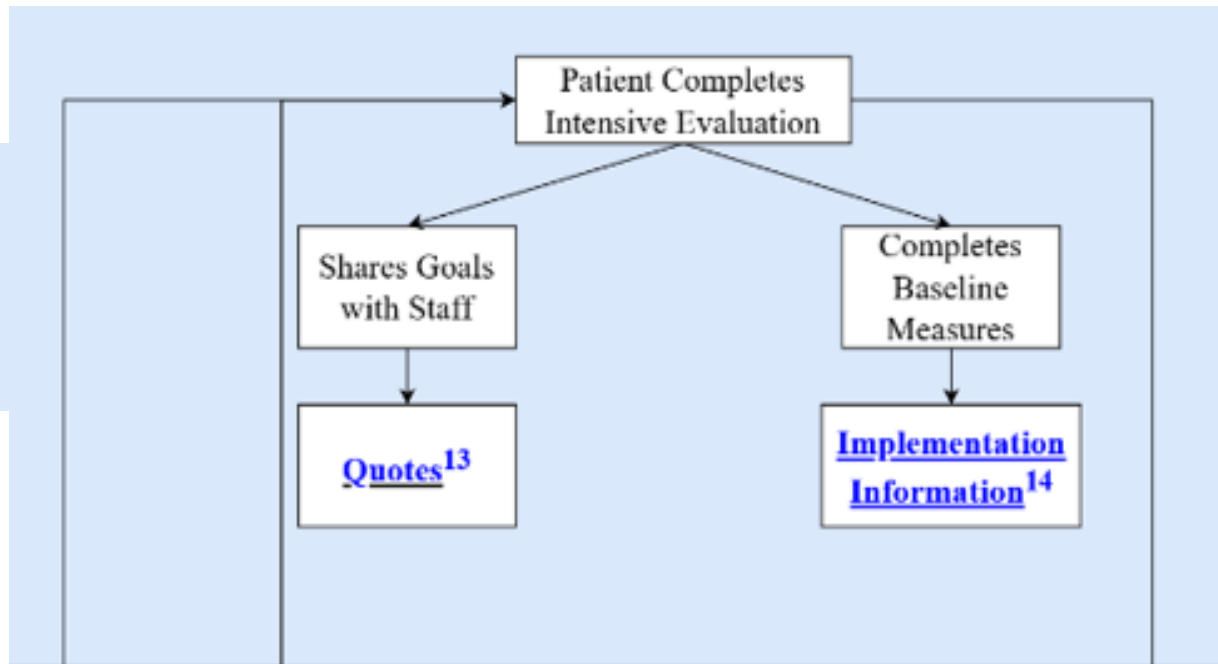 Patient Completes
Intensive Evaluation
Shares Goals
with Staff
Completes
Baseline
Measures
Quotes13
Implementation
Information14